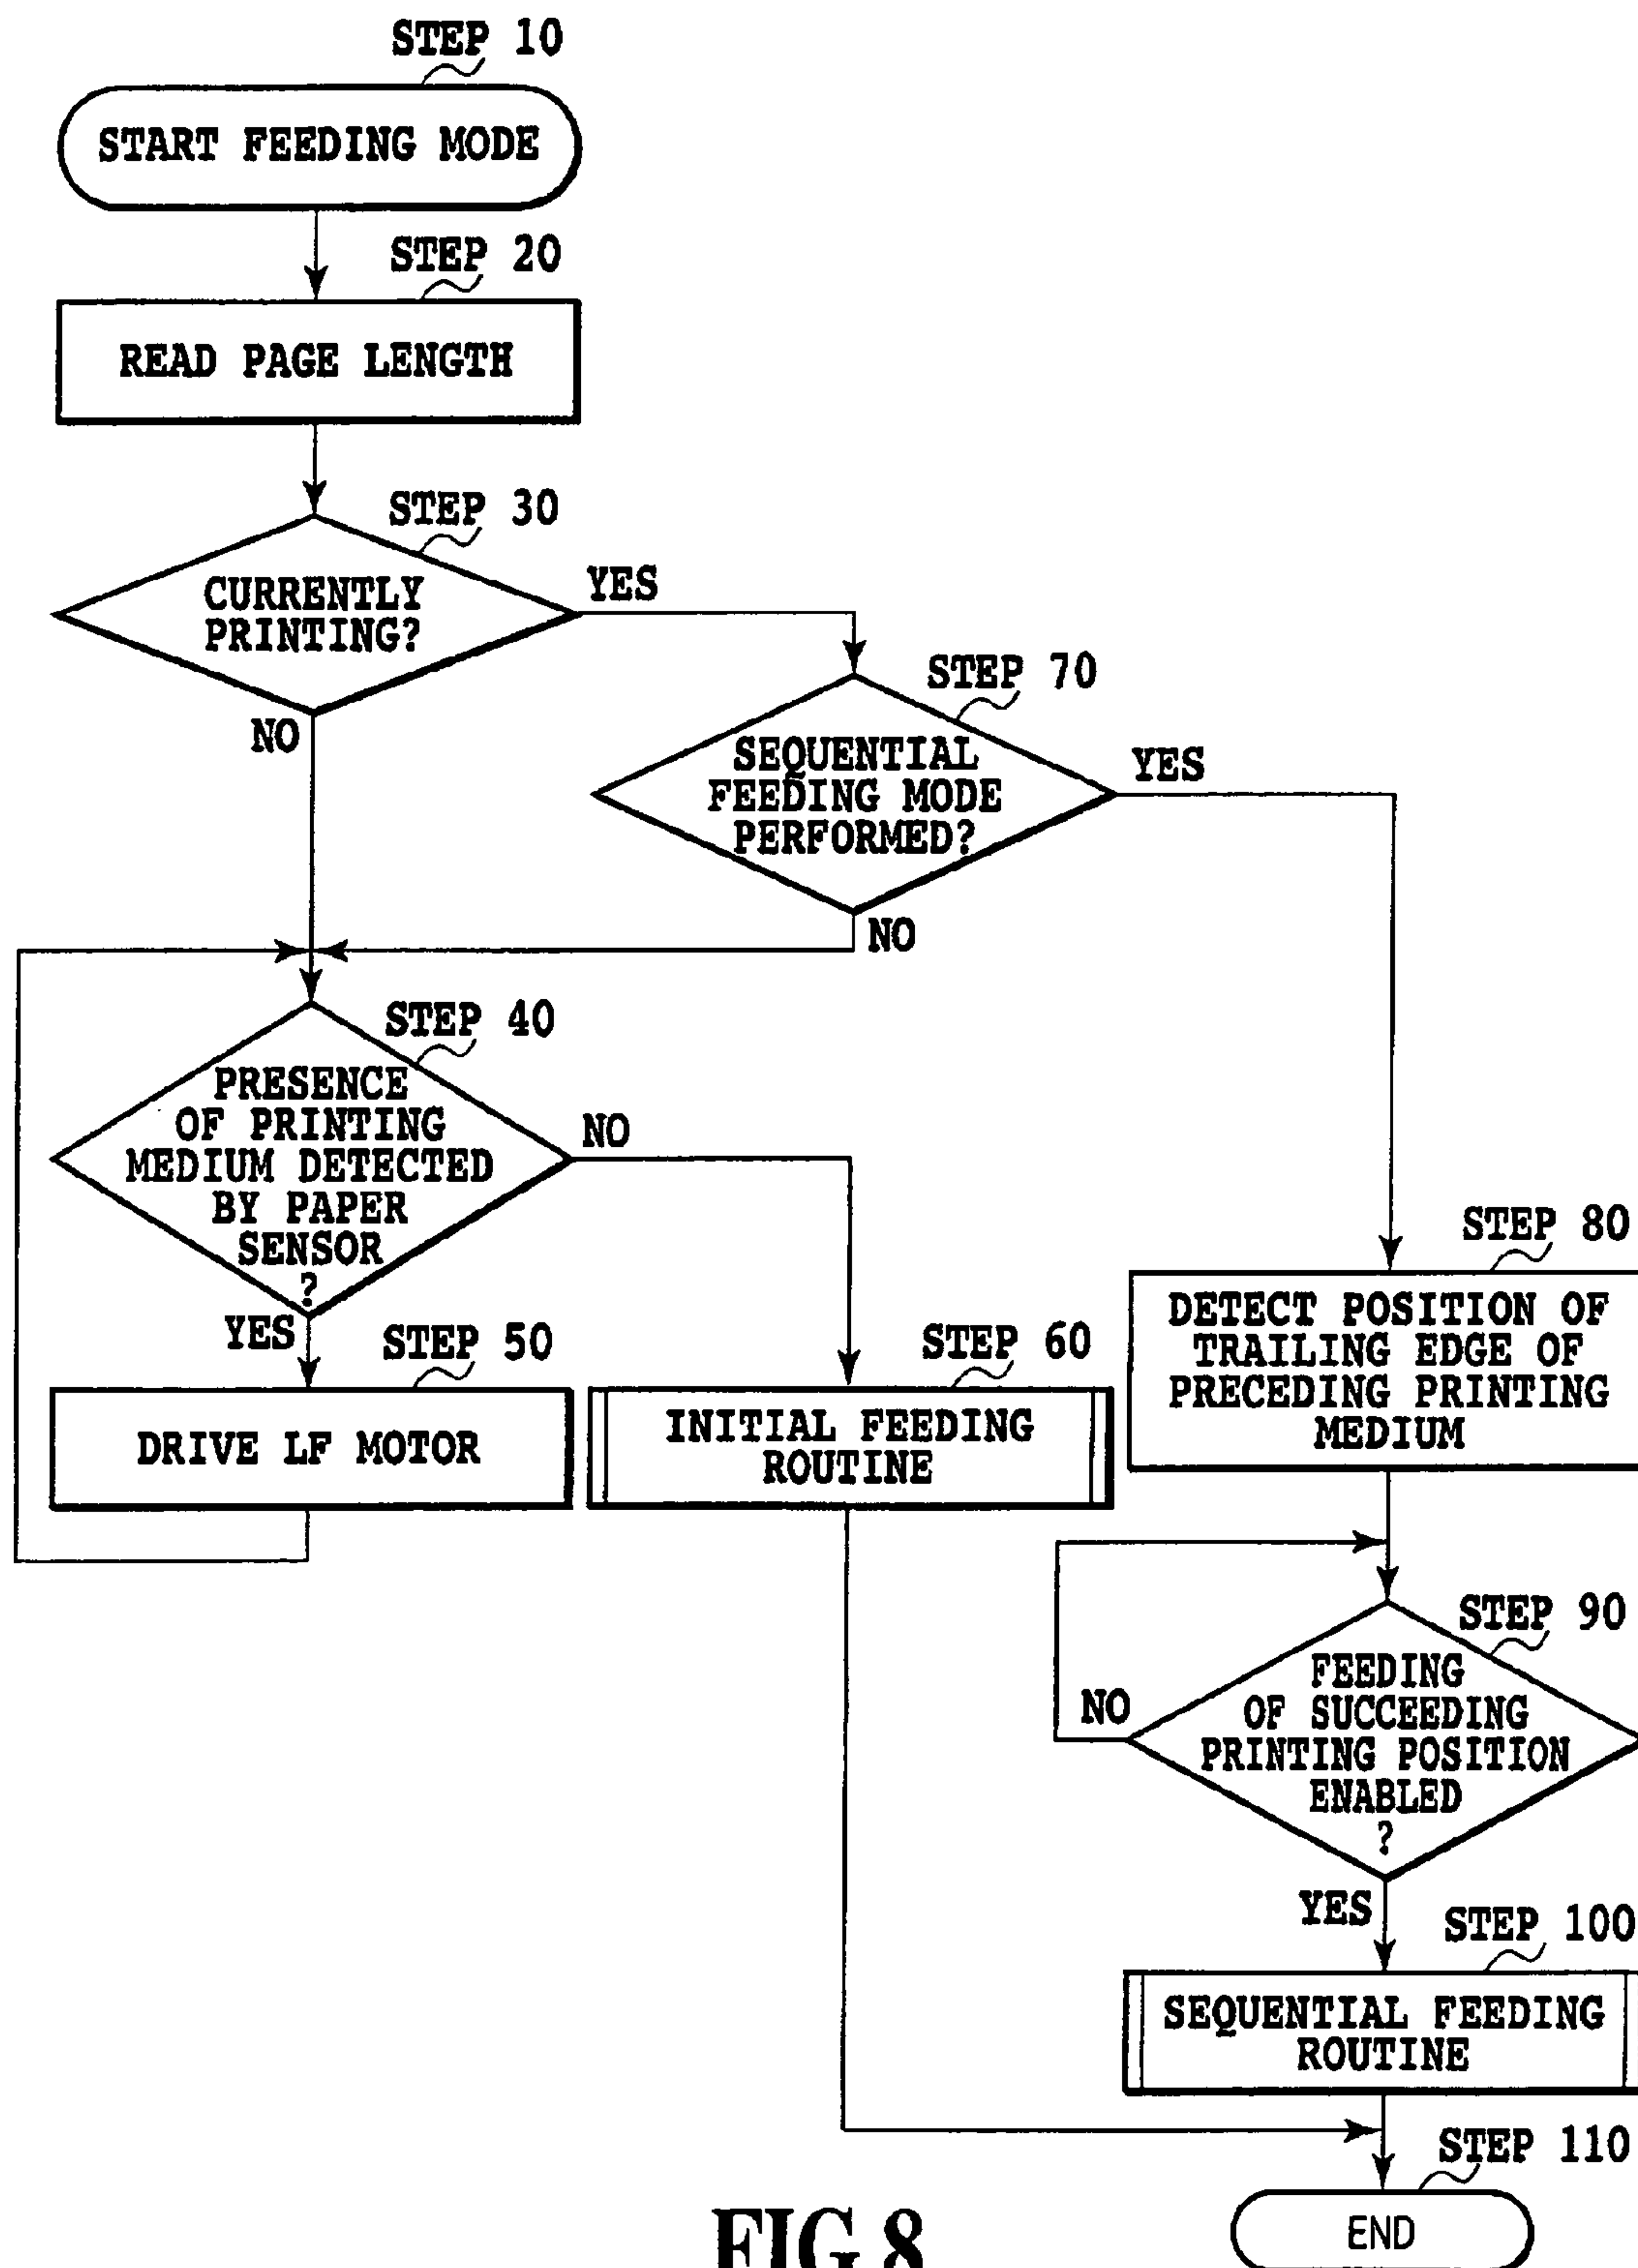 STEP 10
START FEEDING MODE
STEP 20
READ PAGE LENGTH
STEP 30
CURRENTLY
PRINTING?
YES
NO
STEP 70
SEQUENTIAL
FEEDING MODE
PERFORMED?
YES
NO
STEP 40
PRESENCE
OF PRINTING
MEDIUM DETECTED
BY PAPER
SENSOR
?
NO
YES
STEP 50
DRIVE LF MOTOR
STEP 60
INITIAL FEEDING
ROUTINE
STEP 80
DETECT POSITION OF
TRAILING EDGE OF
PRECEDING PRINTING
MEDIUM
STEP 90
FEEDING
OF SUCCEEDING
PRINTING POSITION
ENABLED
?
NO
YES
STEP 100
SEQUENTIAL FEEDING
ROUTINE
STEP 110
END
FIG.8